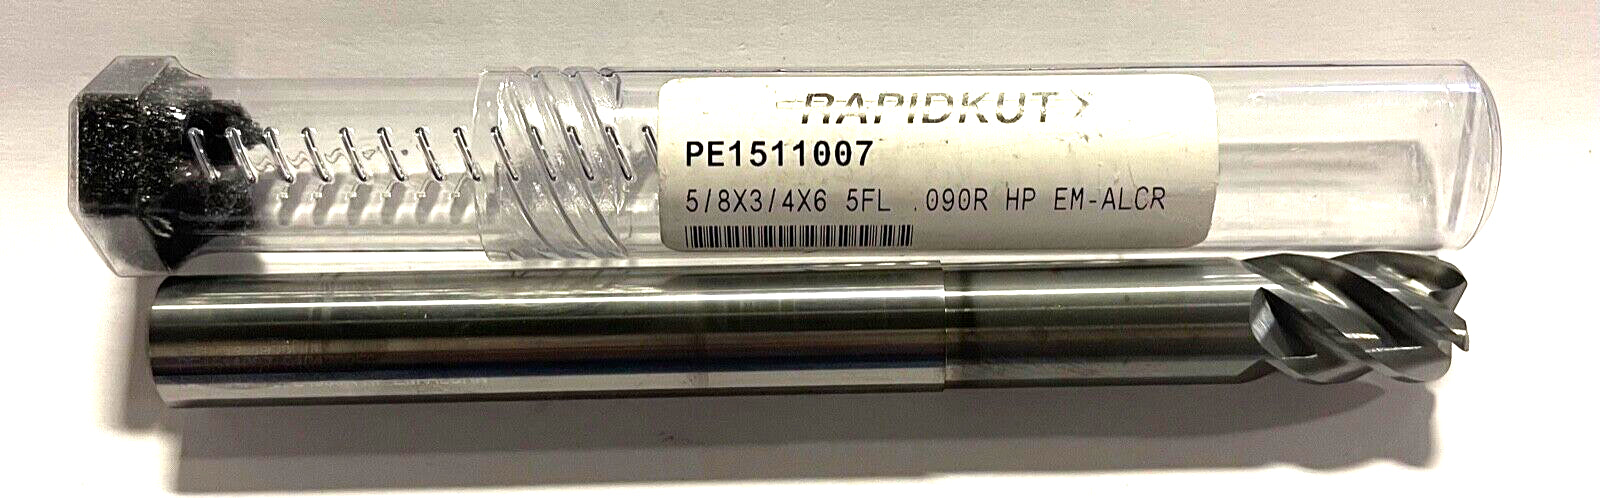 RAPIDKUT
PE1511007
5/8X3/4X6 5FL .090R HP EM-ALCR